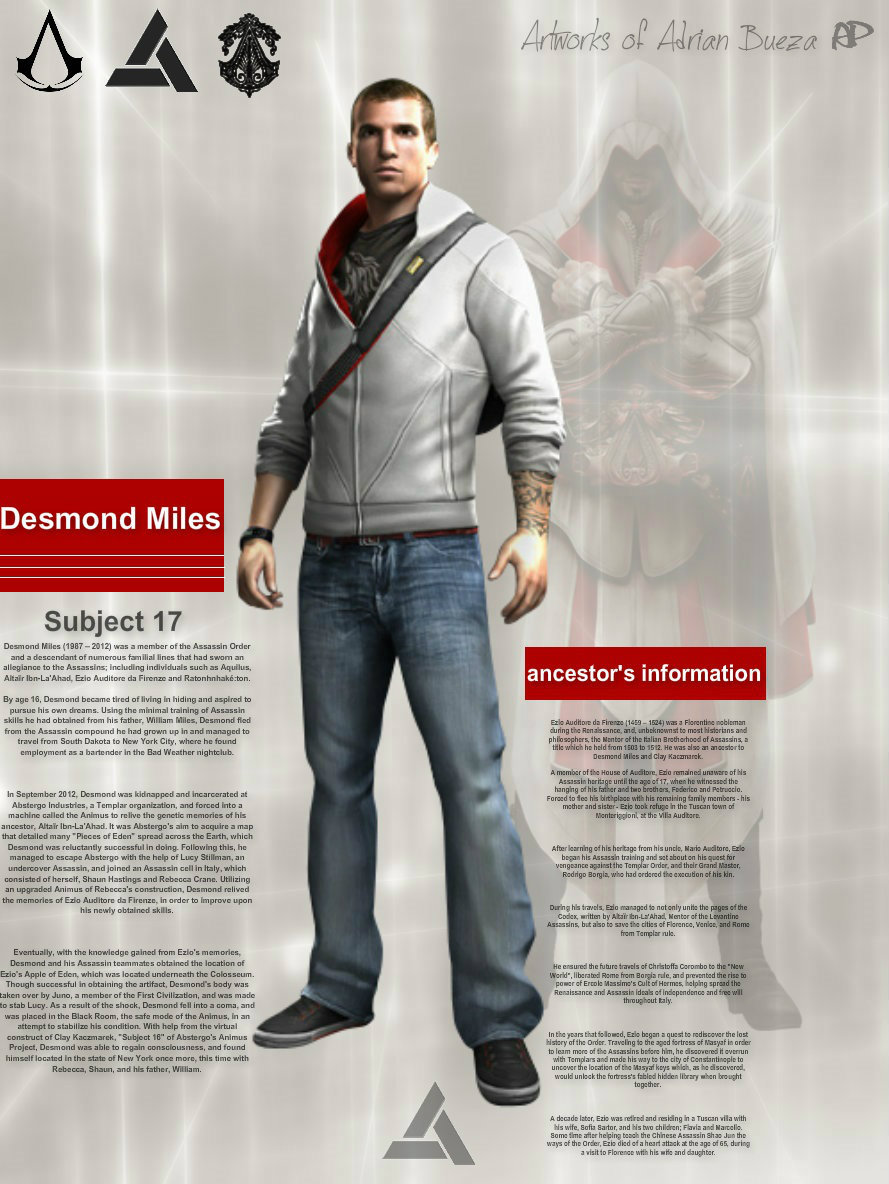 Artworks of Adrian Bueza AP
Desmond Miles
Subject 17
Desmond Miles (1987 – 2012) was a member of the Assassin Order
and a descendant of numerous familial lines that had sworn an
allegiance to the Assassins; including individuals such as Aquilus,
Altaïr Ibn-La'Ahad, Ezio Auditore da Firenze and Ratonhnhaké:ton.
By age 16, Desmond became tired of living in hiding and aspired to
pursue his own dreams. Using the minimal training of Assassin
skills he had obtained from his father, William Miles, Desmond fled
from the Assassin compound he had grown up in and managed to
travel from South Dakota to New York City, where he found
employment as a bartender in the Bad Weather nightclub.
In September 2012, Desmond was kidnapped and incarcerated at
Abstergo Industries, a Templar organization, and forced into a
machine called the Animus to relive the genetic memories of his
ancestor, Altaïr Ibn-La'Ahad. It was Abstergo's aim to acquire a map
that detailed many "Pieces of Eden" spread across the Earth, which
Desmond was reluctantly successful in doing. Following this, he
managed to escape Abstergo with the help of Lucy Stillman, an
undercover Assassin, and joined an Assassin cell in Italy, which
consisted of herself, Shaun Hastings and Rebecca Crane. Utilizing
an upgraded Animus of Rebecca's construction, Desmond relived
the memories of Ezio Auditore da Firenze, in order to improve upon
his newly obtained skills.
Eventually, with the knowledge gained from Ezio's memories,
Desmond and his Assassin teammates obtained the location of
Ezio's Apple of Eden, which was located underneath the Colosseum.
Though successful in obtaining the artifact, Desmond's body was
taken over by Juno, a member of the First Civilization, and was made
to stab Lucy. As a result of the shock, Desmond fell into a coma, and
was placed in the Black Room, the safe mode of the Animus, in an
attempt to stabilize his condition. With help from the virtual
construct of Clay Kaczmarek, "Subject 16" of Abstergo's Animus
Project, Desmond was able to regain consciousness, and found
himself located in the state of New York once more, this time with
Rebecca, Shaun, and his father, William.
ancestor's information
Ezio Auditore da Firenze (1459 – 1524) was a Florentine nobleman
during the Renaissance, and, unbeknownst to most historians and
philosophers, the Mentor of the Italian Brotherhood of Assassins, a
title which he held from 1503 to 1512. He was also an ancestor to
Desmond Miles and Clay Kaczmarek.
A member of the House of Auditore, Ezio remained unaware of his
Assassin heritage until the age of 17, when he witnessed the
hanging of his father and two brothers, Federico and Petruccio.
Forced to flee his birthplace with his remaining family members - his
mother and sister - Ezio took refuge in the Tuscan town of
Monteriggioni, at the Villa Auditore.
After learning of his heritage from his uncle, Mario Auditore, Ezio
began his Assassin training and set about on his quest for
vengeance against the Templar Order, and their Grand Master,
Rodrigo Borgia, who had ordered the execution of his kin.
During his travels, Ezio managed to not only unite the pages of the
Codex, written by Altaïr Ibn-La'Ahad, Mentor of the Levantine
Assassins, but also to save the cities of Florence, Venice, and Rome
from Templar rule.
He ensured the future travels of Christoffa Corombo to the "New
World", liberated Rome from Borgia rule, and prevented the rise to
power of Ercole Massimo's Cult of Hermes, helping spread the
Renaissance and Assassin ideals of independence and free will
throughout Italy.
In the years that followed, Ezio began a quest to rediscover the lost
history of the Order. Traveling to the aged fortress of Masyaf in order
to learn more of the Assassins before him, he discovered it overrun
with Templars and made his way to the city of Constantinople to
uncover the location of the Masyaf keys which, as he discovered,
would unlock the fortress's fabled hidden library when brought
together.
A decade later, Ezio was retired and residing in a Tuscan villa with
his wife, Sofia Sartor, and his two children; Flavia and Marcello.
Some time after helping teach the Chinese Assassin Shao Jun the
ways of the Order, Ezio died of a heart attack at the age of 65, during
a visit to Florence with his wife and daughter.